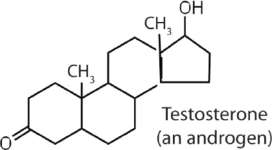 OH
CH3
CH3
O
Testosterone
(an androgen)